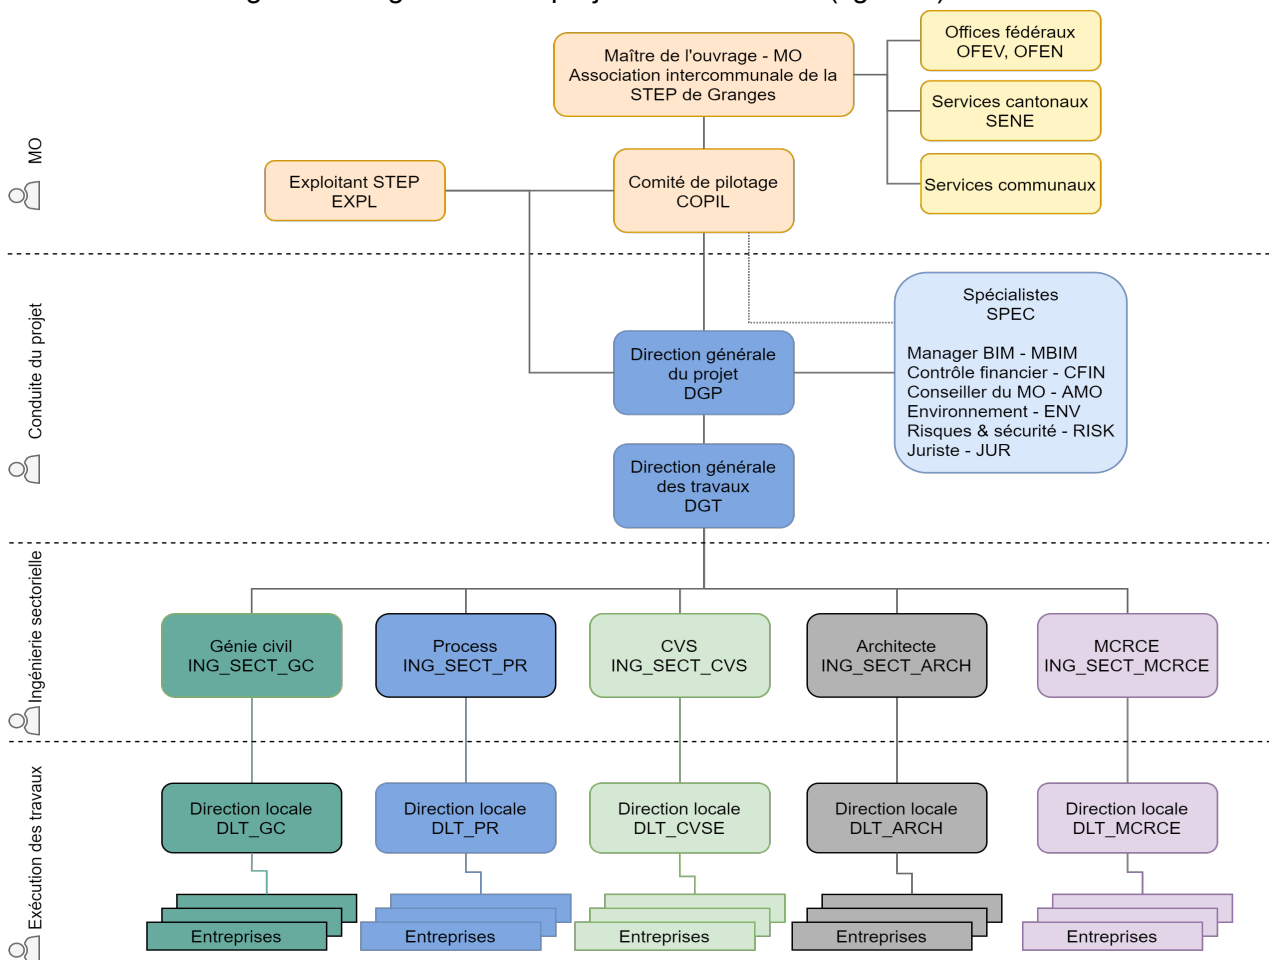 Maître de l'ouvrage - MO
Association intercommunale de la
STEP de Granges
Offices fédéraux
OFEV, OFEN
Services cantonaux
SENE
Services communaux
MO
Exploitant STEP
EXPL
Comité de pilotage
COPIL
Conduite du projet
Spécialistes
SPEC
Manager BIM - MBIM
Contrôle financier - CFIN
Conseiller du MO - AMO
Environnement - ENV
Risques & sécurité - RISK
Juriste - JUR
Direction générale
du projet
DGP
Direction générale
des travaux
DGT
Ingénierie sectorielle
Génie civil
ING_SECT_GC
Process
ING_SECT_PR
CVS
ING_SECT_CVS
Architecte
ING_SECT_ARCH
MCRCE
ING_SECT_MCRCE
Exécution des travaux
Direction locale
DLT_GC
Direction locale
DLT_PR
Direction locale
DLT_CVSE
Direction locale
DLT_ARCH
Direction locale
DLT_MCRCE
Entreprises
Entreprises
Entreprises
Entreprises
Entreprises